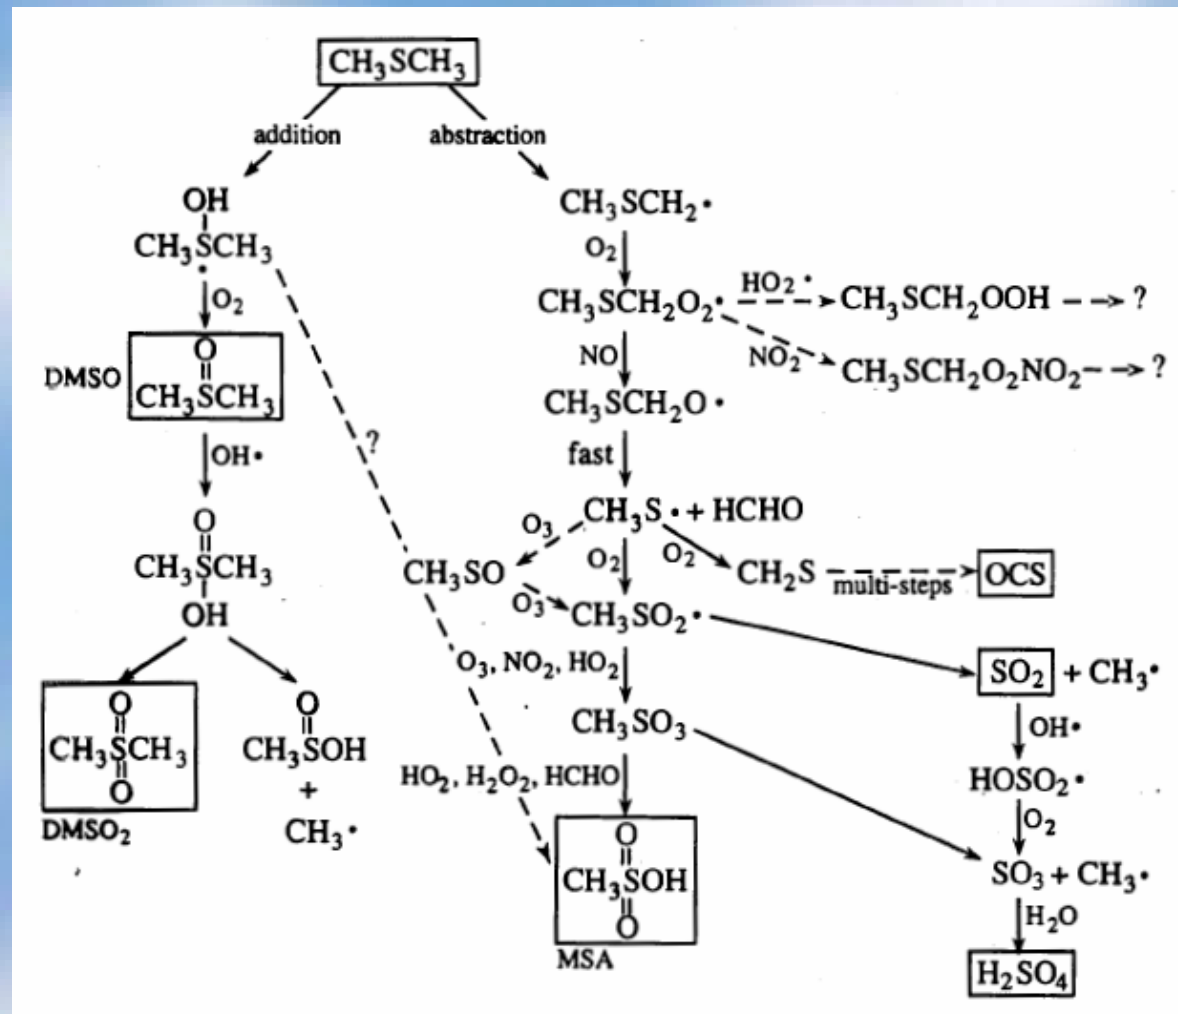 CH₃SCH₃
addition abstraction
OH
CH₃SCH₃
•
CH₃SCH₂•
O₂
O₂
CH₃SCH₂O₂• HO₂• CH₃SCH₂OOH ?
NO NO₂ CH₃SCH₂O₂NO₂ ?
DMSO
O
CH₃SCH₃
CH₃SCH₂O•
OH•
?
fast
O
CH₃SCH₃
OH
CH₃S• + HCHO
O₃ O₂ O₂
CH₃SO CH₂S multi-steps OCS
O₃ CH₃SO₂•
O₃, NO₂, HO₂
SO₂ + CH₃•
O
CH₃SCH₃
O
DMSO₂
O
CH₃SOH
+
CH₃•
CH₃SO₃
OH•
HO₂, H₂O₂, HCHO
HOSO₂•
O₂
O
CH₃SOH
O
MSA
SO₃ + CH₃•
H₂O
H₂SO₄